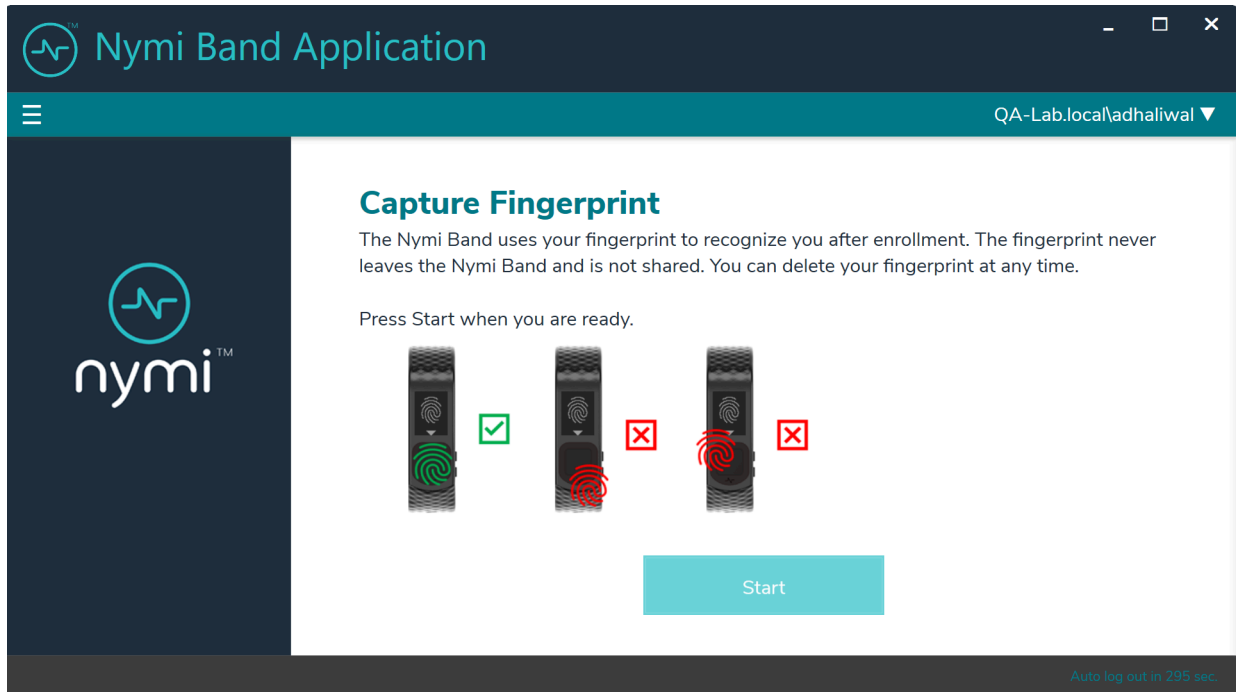 Nymi Band Application
TM
QA-Lab.local\adhaliwal
nymi
TM
Capture Fingerprint
The Nymi Band uses your fingerprint to recognize you after enrollment. The fingerprint never
leaves the Nymi Band and is not shared. You can delete your fingerprint at any time.
Press Start when you are ready.
Start
Auto log out in 295 sec.